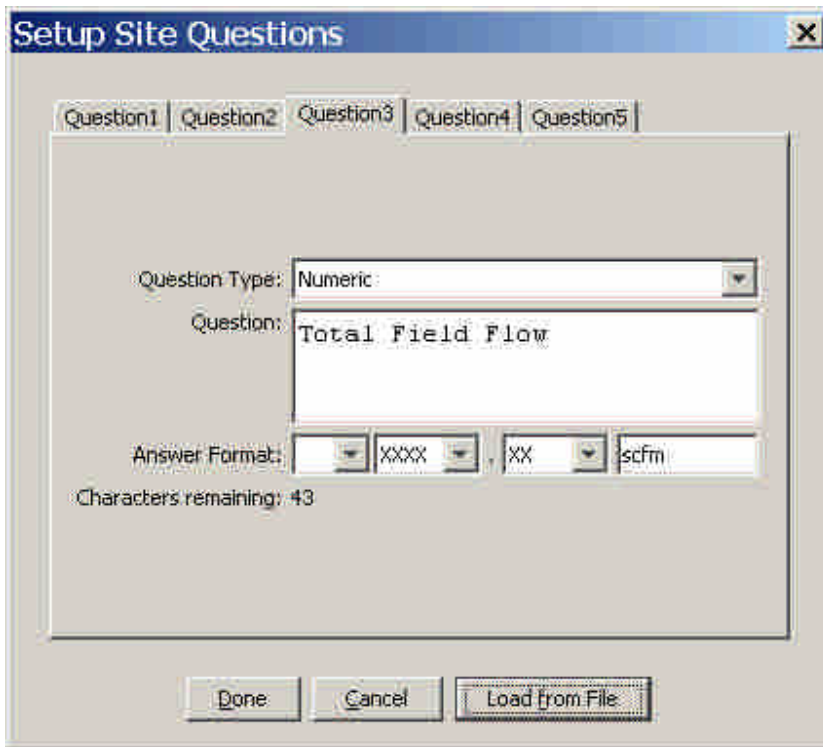 Setup Site Questions
Question1 Question2 Question3 Question4 Question5
Question Type: Numeric
Question: Total Field Flow
Answer Format: XXXX . XX scfm
Characters remaining: 43
Done Cancel Load from File